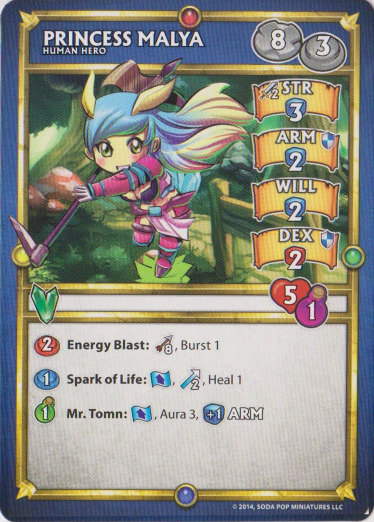 PRINCESS MALYA
HUMAN HERO
8 3
2 STR
3
ARM
2
WILL
2
DEX
2
5
1
2 Energy Blast: 8, Burst 1
1 Spark of Life: , 2, Heal 1
1 Mr. Tomn: , Aura 3, +1 ARM
© 2014, SODA POP MINIATURES LLC